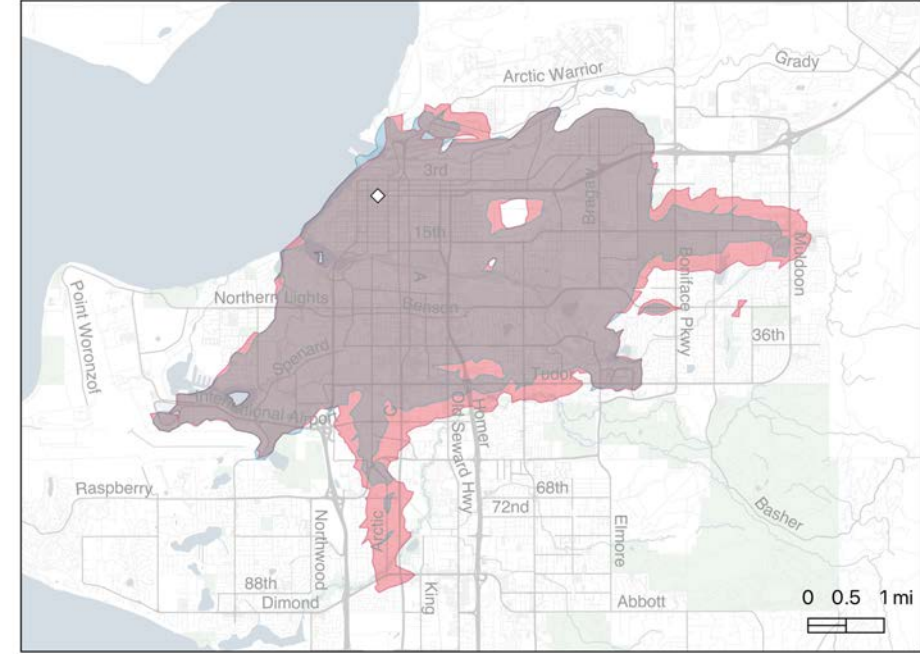 Arctic Warrior
Grady
3rd
Bragaw
15th
Muldoon
A
Boniface Pkwy
Northern Lights
Benson
Point Woronzof
36th
Spenard
Tudor
International Airport
C
Old Seward Hwy
Homer
Raspberry
68th
72nd
Basher
Arctic
Northwood
Elmore
88th
Dimond
King
Abbott
0 0.5 1 mi